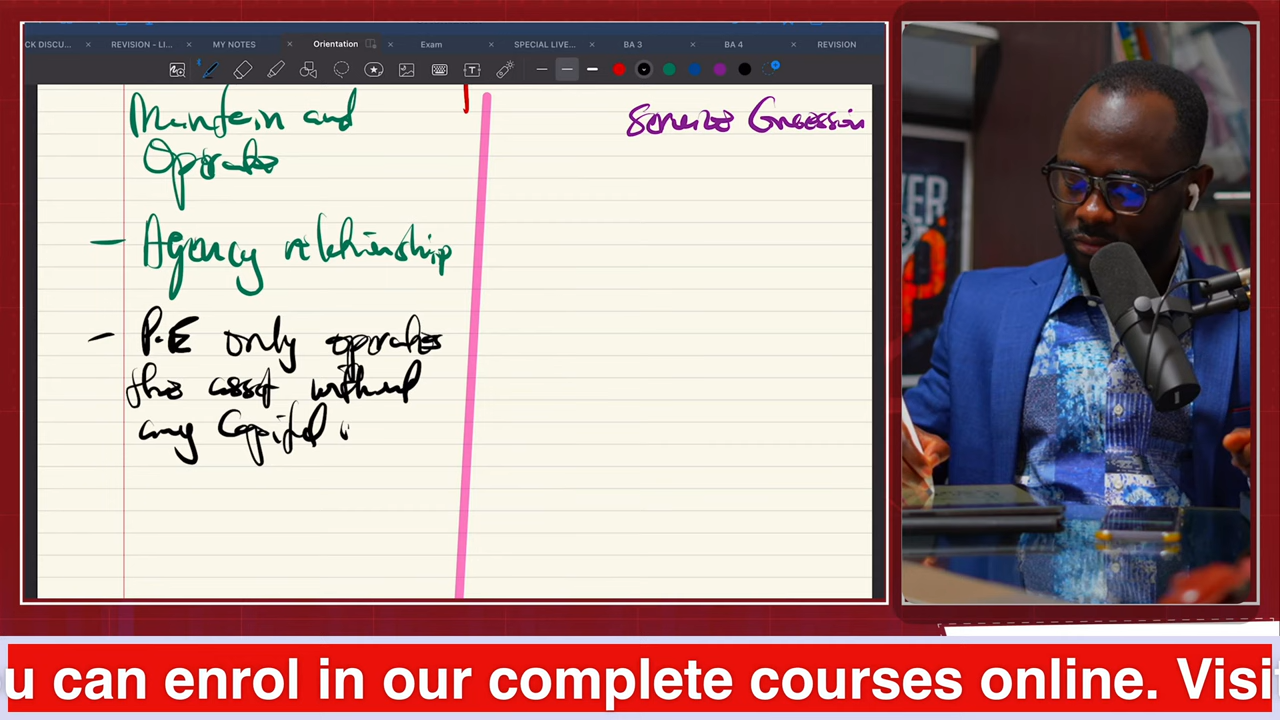 CK DISCU... × REVISION - LI... × MY NOTES × Orientation × Exam × SPECIAL LIVE... × BA 3 × BA 4 × REVISION
Maintain and
Operate
- Agency relationship
- P.E only operates
the asset without
any Capital
u can enrol in our complete courses online. Visi